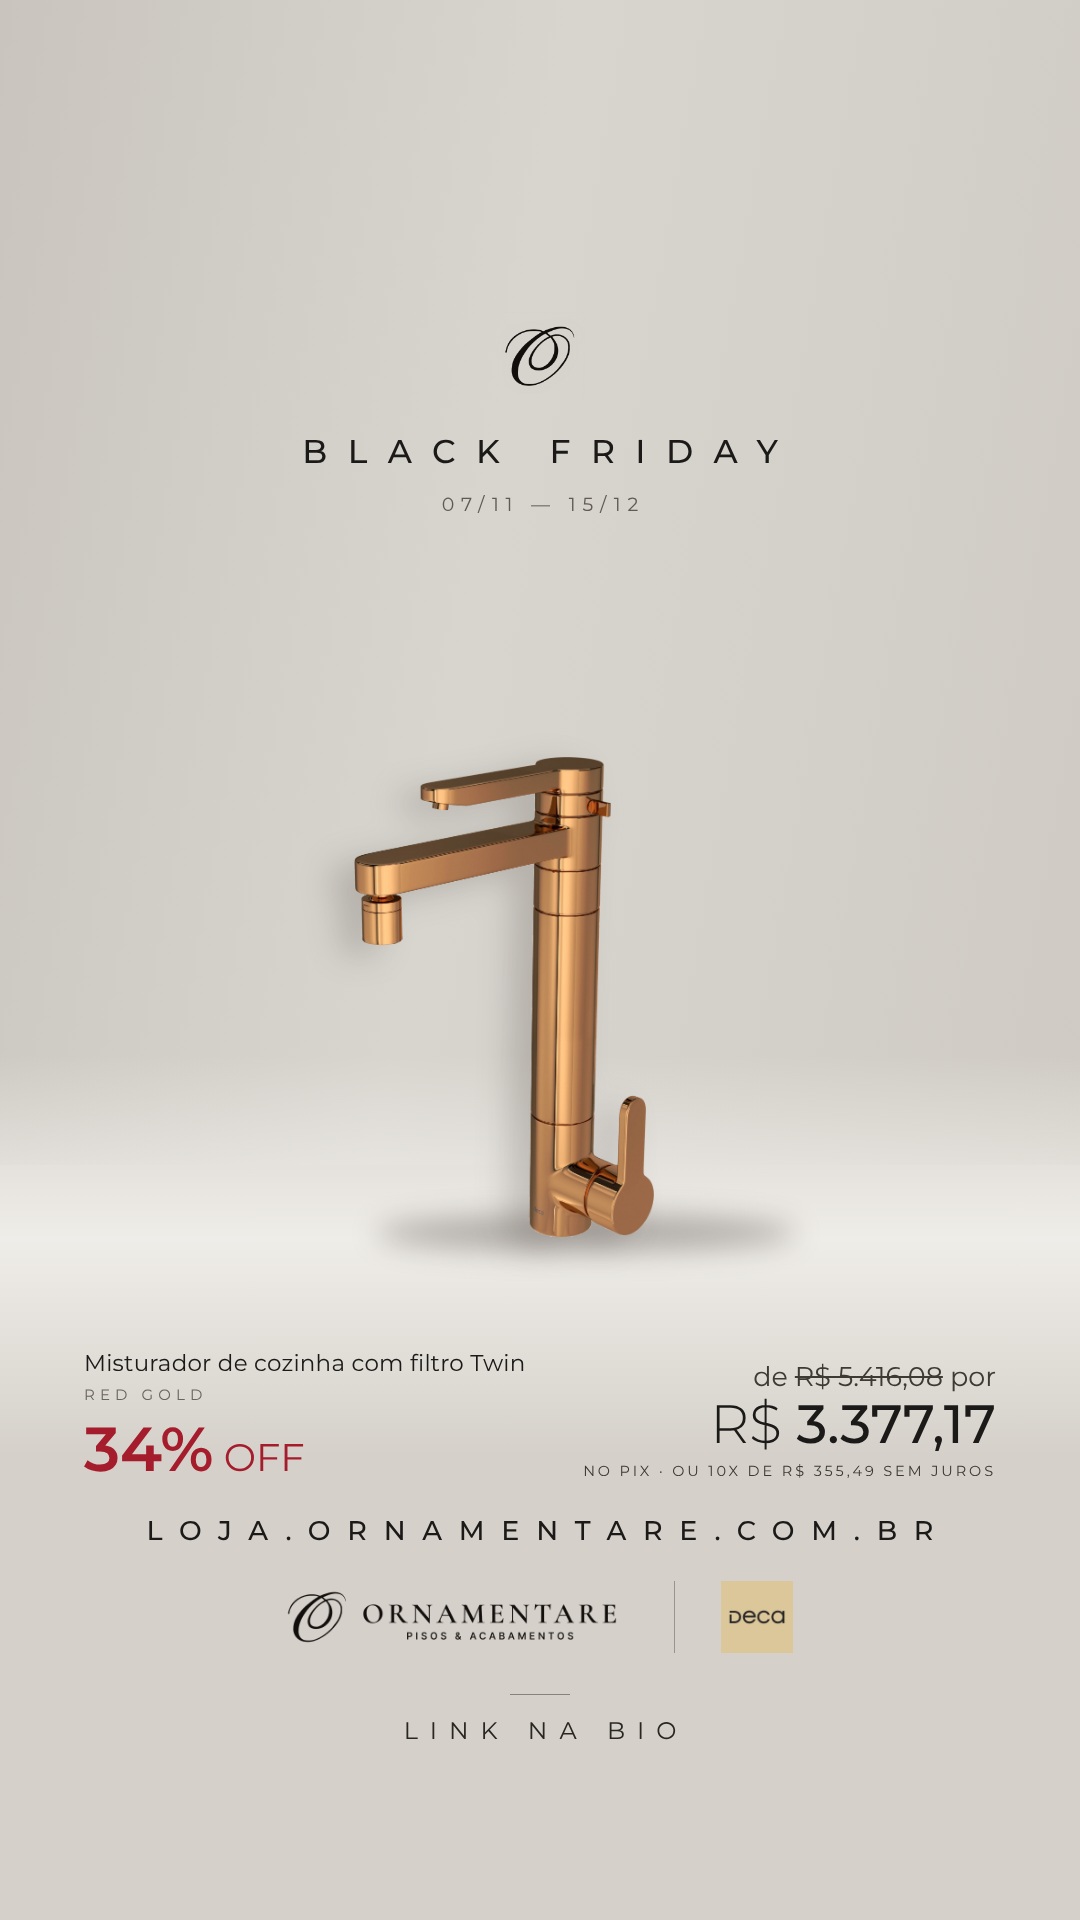 BLACK FRIDAY
07/11 — 15/12
Misturador de cozinha com filtro Twin
RED GOLD
34% OFF
de R$ 5.416,08 por
R$ 3.377,17
NO PIX · OU 10X DE R$ 355,49 SEM JUROS
LOJA.ORNAMENTARE.COM.BR
ORNAMENTARE
PISOS & ACABAMENTOS
Deca
LINK NA BIO